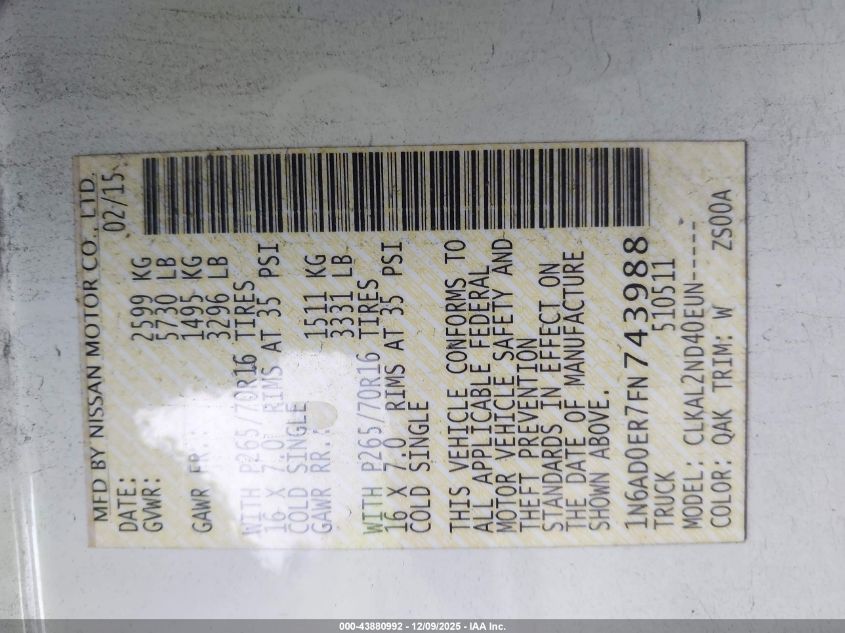 MFD BY NISSAN MOTOR CO., LTD.
DATE: 02/15
GVWR: 2599 KG
5730 LB
GAWR FR. 1495 KG
3296 LB
WITH P265/70R16 TIRES
16 X 7.0 RIMS AT 35 PSI
COLD SINGLE
GAWR RR. 1511 KG
3331 LB
WITH P265/70R16 TIRES
16 X 7.0 RIMS AT 35 PSI
COLD SINGLE
THIS VEHICLE CONFORMS TO
ALL APPLICABLE FEDERAL
MOTOR VEHICLE SAFETY AND
THEFT PREVENTION
STANDARDS IN EFFECT ON
THE DATE OF MANUFACTURE
SHOWN ABOVE.
1N6AD0ER7FN743988
TRUCK 510511
MODEL: CLKAL2ND40EUN-----
COLOR: QAK TRIM: W ZS00A
000-43880992 - 12/09/2025 - IAA Inc.